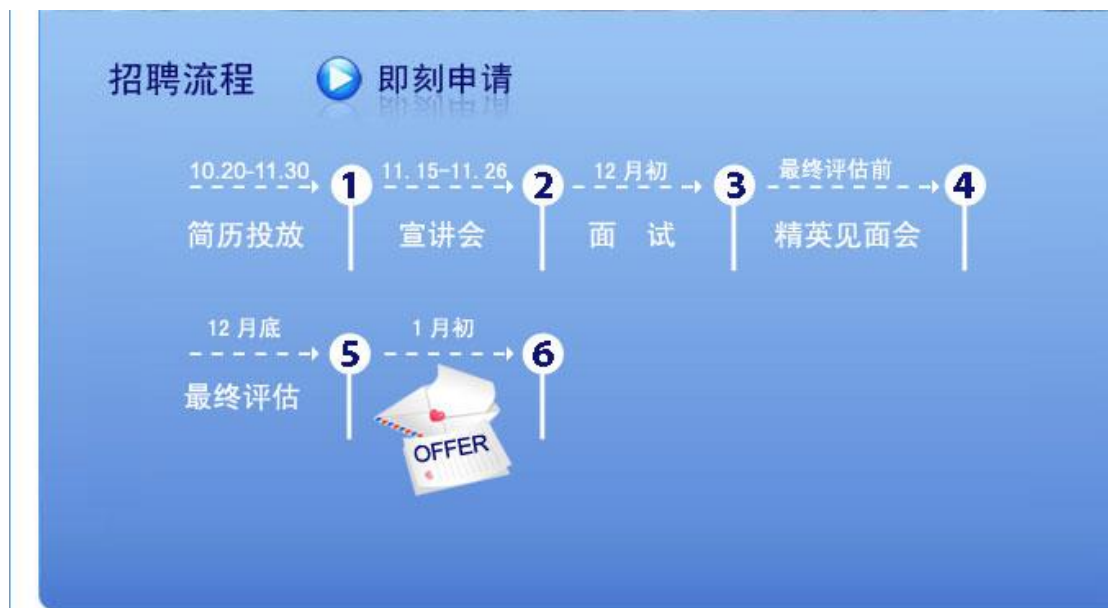 招聘流程 即刻申请
10.20-11.30 1 11.15-11.26 2 12月初 3 最终评估前 4
简历投放 宣讲会 面 试 精英见面会
12月底 5 1月初 6
最终评估
OFFER